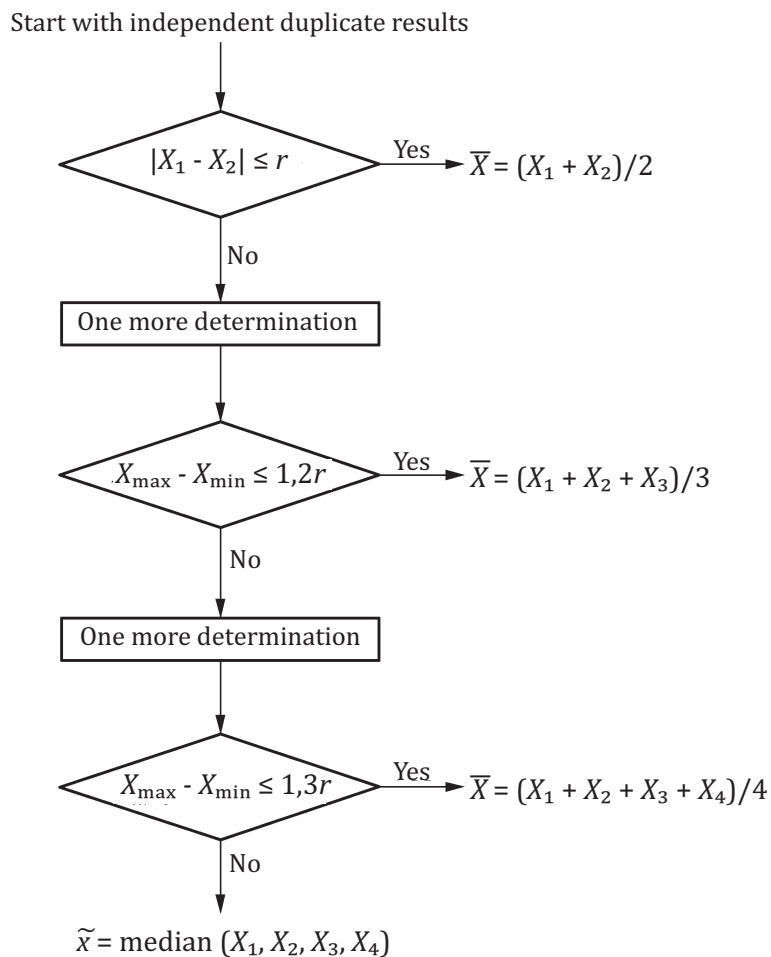 Start with independent duplicate results
|X₁ - X₂| ≤ r
Yes
X̅ = (X₁ + X₂)/2
No
One more determination
Xmax - Xmin ≤ 1,2r
Yes
X̅ = (X₁ + X₂ + X₃)/3
No
One more determination
Xmax - Xmin ≤ 1,3r
Yes
X̅ = (X₁ + X₂ + X₃ + X₄)/4
No
x̃ = median (X₁, X₂, X₃, X₄)